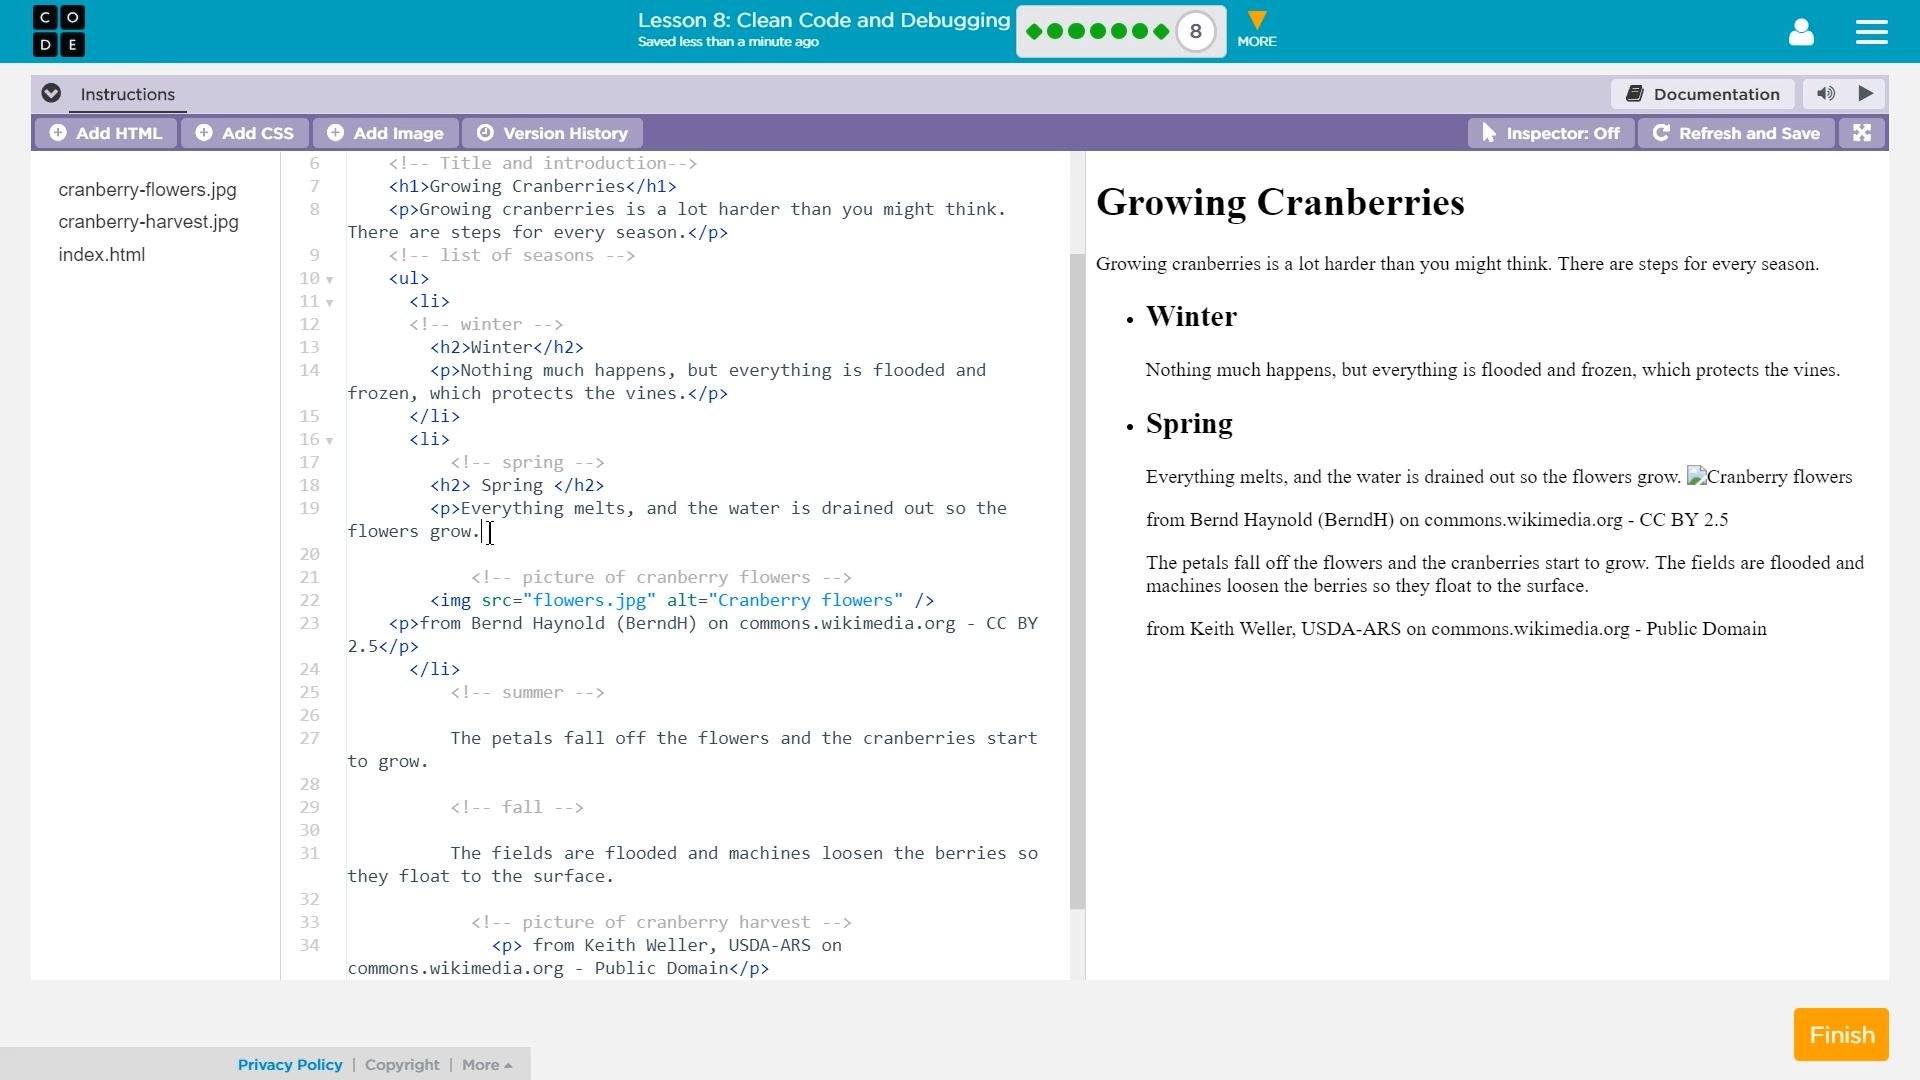 CODE
Lesson 8: Clean Code and Debugging
Saved less than a minute ago
8
MORE
Instructions
Documentation
Add HTML
Add CSS
Add Image
Version History
Inspector: Off
Refresh and Save
cranberry-flowers.jpg
cranberry-harvest.jpg
index.html
6 <!-- Title and introduction-->
7 <h1>Growing Cranberries</h1>
8 <p>Growing cranberries is a lot harder than you might think.
There are steps for every season.</p>
9 <!-- list of seasons -->
10 <ul>
11 <li>
12 <!-- winter -->
13 <h2>Winter</h2>
14 <p>Nothing much happens, but everything is flooded and
frozen, which protects the vines.</p>
15 </li>
16 <li>
17 <!-- spring -->
18 <h2> Spring </h2>
19 <p>Everything melts, and the water is drained out so the
flowers grow.
20
21 <!-- picture of cranberry flowers -->
22 <img src="flowers.jpg" alt="Cranberry flowers" />
23 <p>from Bernd Haynold (BerndH) on commons.wikimedia.org - CC BY
2.5</p>
24 </li>
25 <!-- summer -->
26
27 The petals fall off the flowers and the cranberries start
to grow.
28
29 <!-- fall -->
30
31 The fields are flooded and machines loosen the berries so
they float to the surface.
32
33 <!-- picture of cranberry harvest -->
34 <p> from Keith Weller, USDA-ARS on
commons.wikimedia.org - Public Domain</p>
Growing Cranberries
Growing cranberries is a lot harder than you might think. There are steps for every season.
• Winter
Nothing much happens, but everything is flooded and frozen, which protects the vines.
• Spring
Everything melts, and the water is drained out so the flowers grow. Cranberry flowers
from Bernd Haynold (BerndH) on commons.wikimedia.org - CC BY 2.5
The petals fall off the flowers and the cranberries start to grow. The fields are flooded and
machines loosen the berries so they float to the surface.
from Keith Weller, USDA-ARS on commons.wikimedia.org - Public Domain
Finish
Privacy Policy | Copyright | More